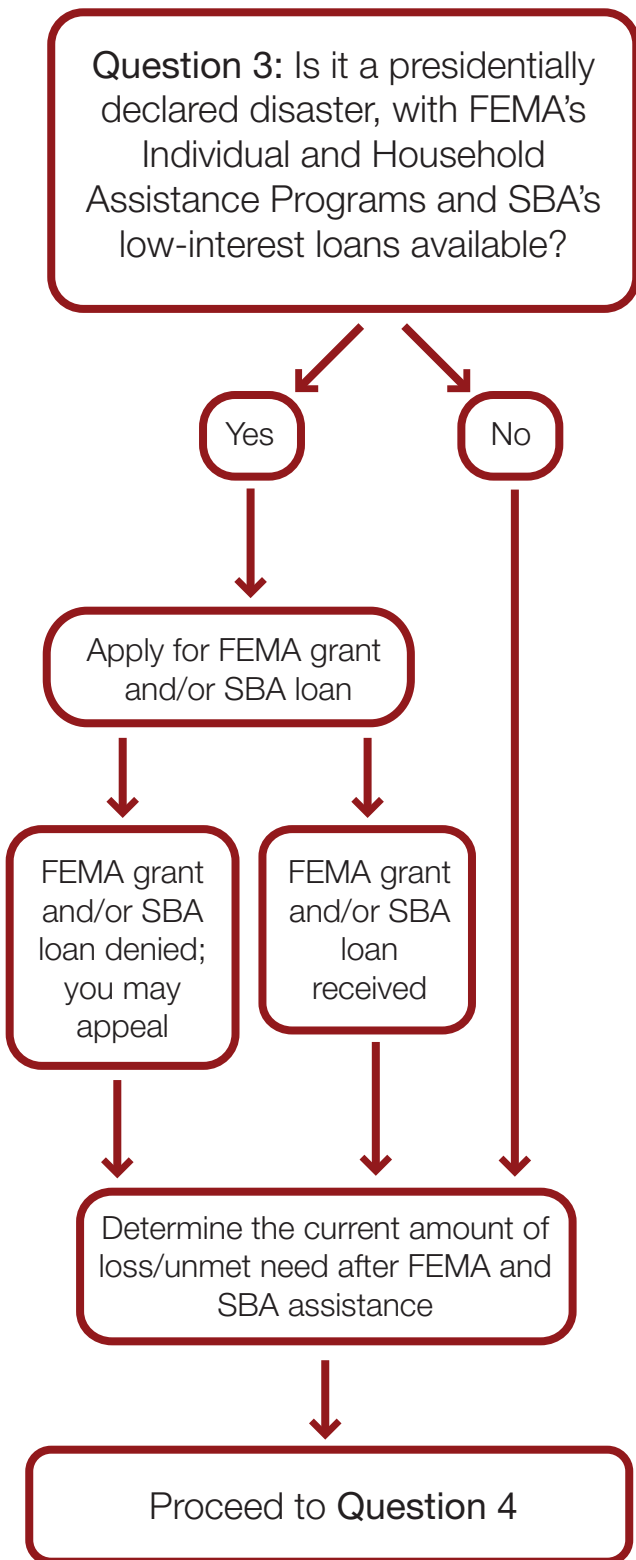 Question 3: Is it a presidentially
declared disaster, with FEMA’s
Individual and Household
Assistance Programs and SBA’s
low-interest loans available?
Yes
No
Apply for FEMA grant
and/or SBA loan
FEMA grant
and/or SBA
loan denied;
you may
appeal
FEMA grant
and/or SBA
loan
received
Determine the current amount of
loss/unmet need after FEMA and
SBA assistance
Proceed to Question 4